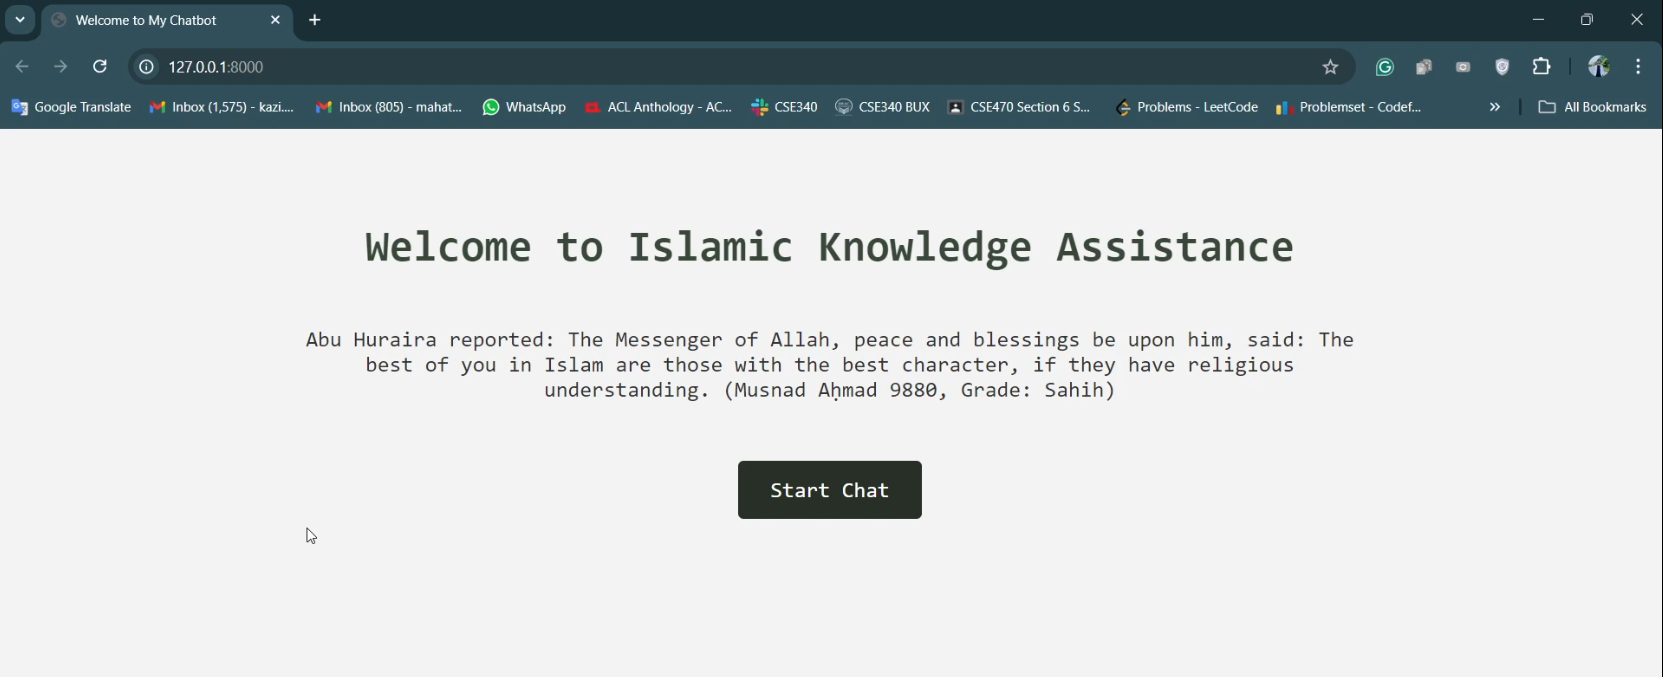 Welcome to My Chatbot
127.0.0.1:8000
Google Translate Inbox (1,575) - kazi.... Inbox (805) - mahat... WhatsApp ACL Anthology - AC... CSE340 CSE340 BUX CSE470 Section 6 S... Problems - LeetCode Problemset - Codef... » All Bookmarks
Welcome to Islamic Knowledge Assistance
Abu Huraira reported: The Messenger of Allah, peace and blessings be upon him, said: The
best of you in Islam are those with the best character, if they have religious
understanding. (Musnad Aḥmad 9880, Grade: Sahih)
Start Chat